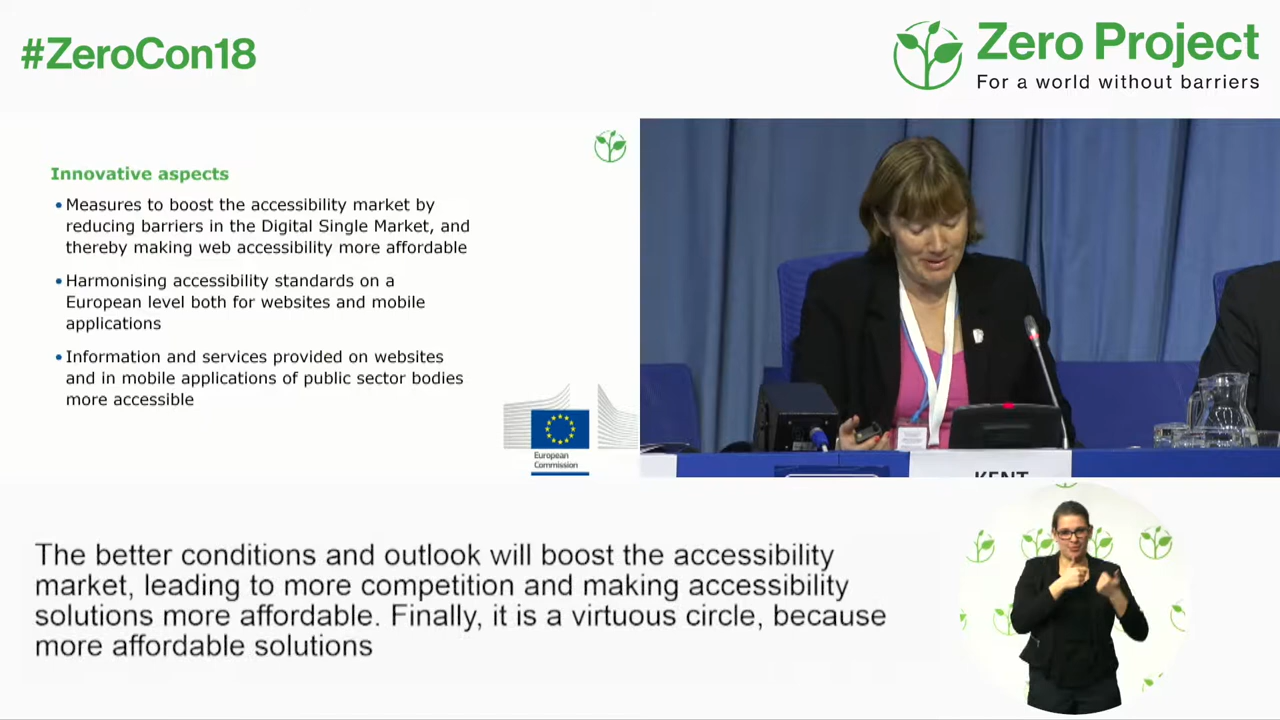 #ZeroCon18
Zero Project
For a world without barriers
Innovative aspects
•Measures to boost the accessibility market by
reducing barriers in the Digital Single Market, and
thereby making web accessibility more affordable
•Harmonising accessibility standards on a
European level both for websites and mobile
applications
•Information and services provided on websites
and in mobile applications of public sector bodies
more accessible
European
Commission
KENT
The better conditions and outlook will boost the accessibility
market, leading to more competition and making accessibility
solutions more affordable. Finally, it is a virtuous circle, because
more affordable solutions